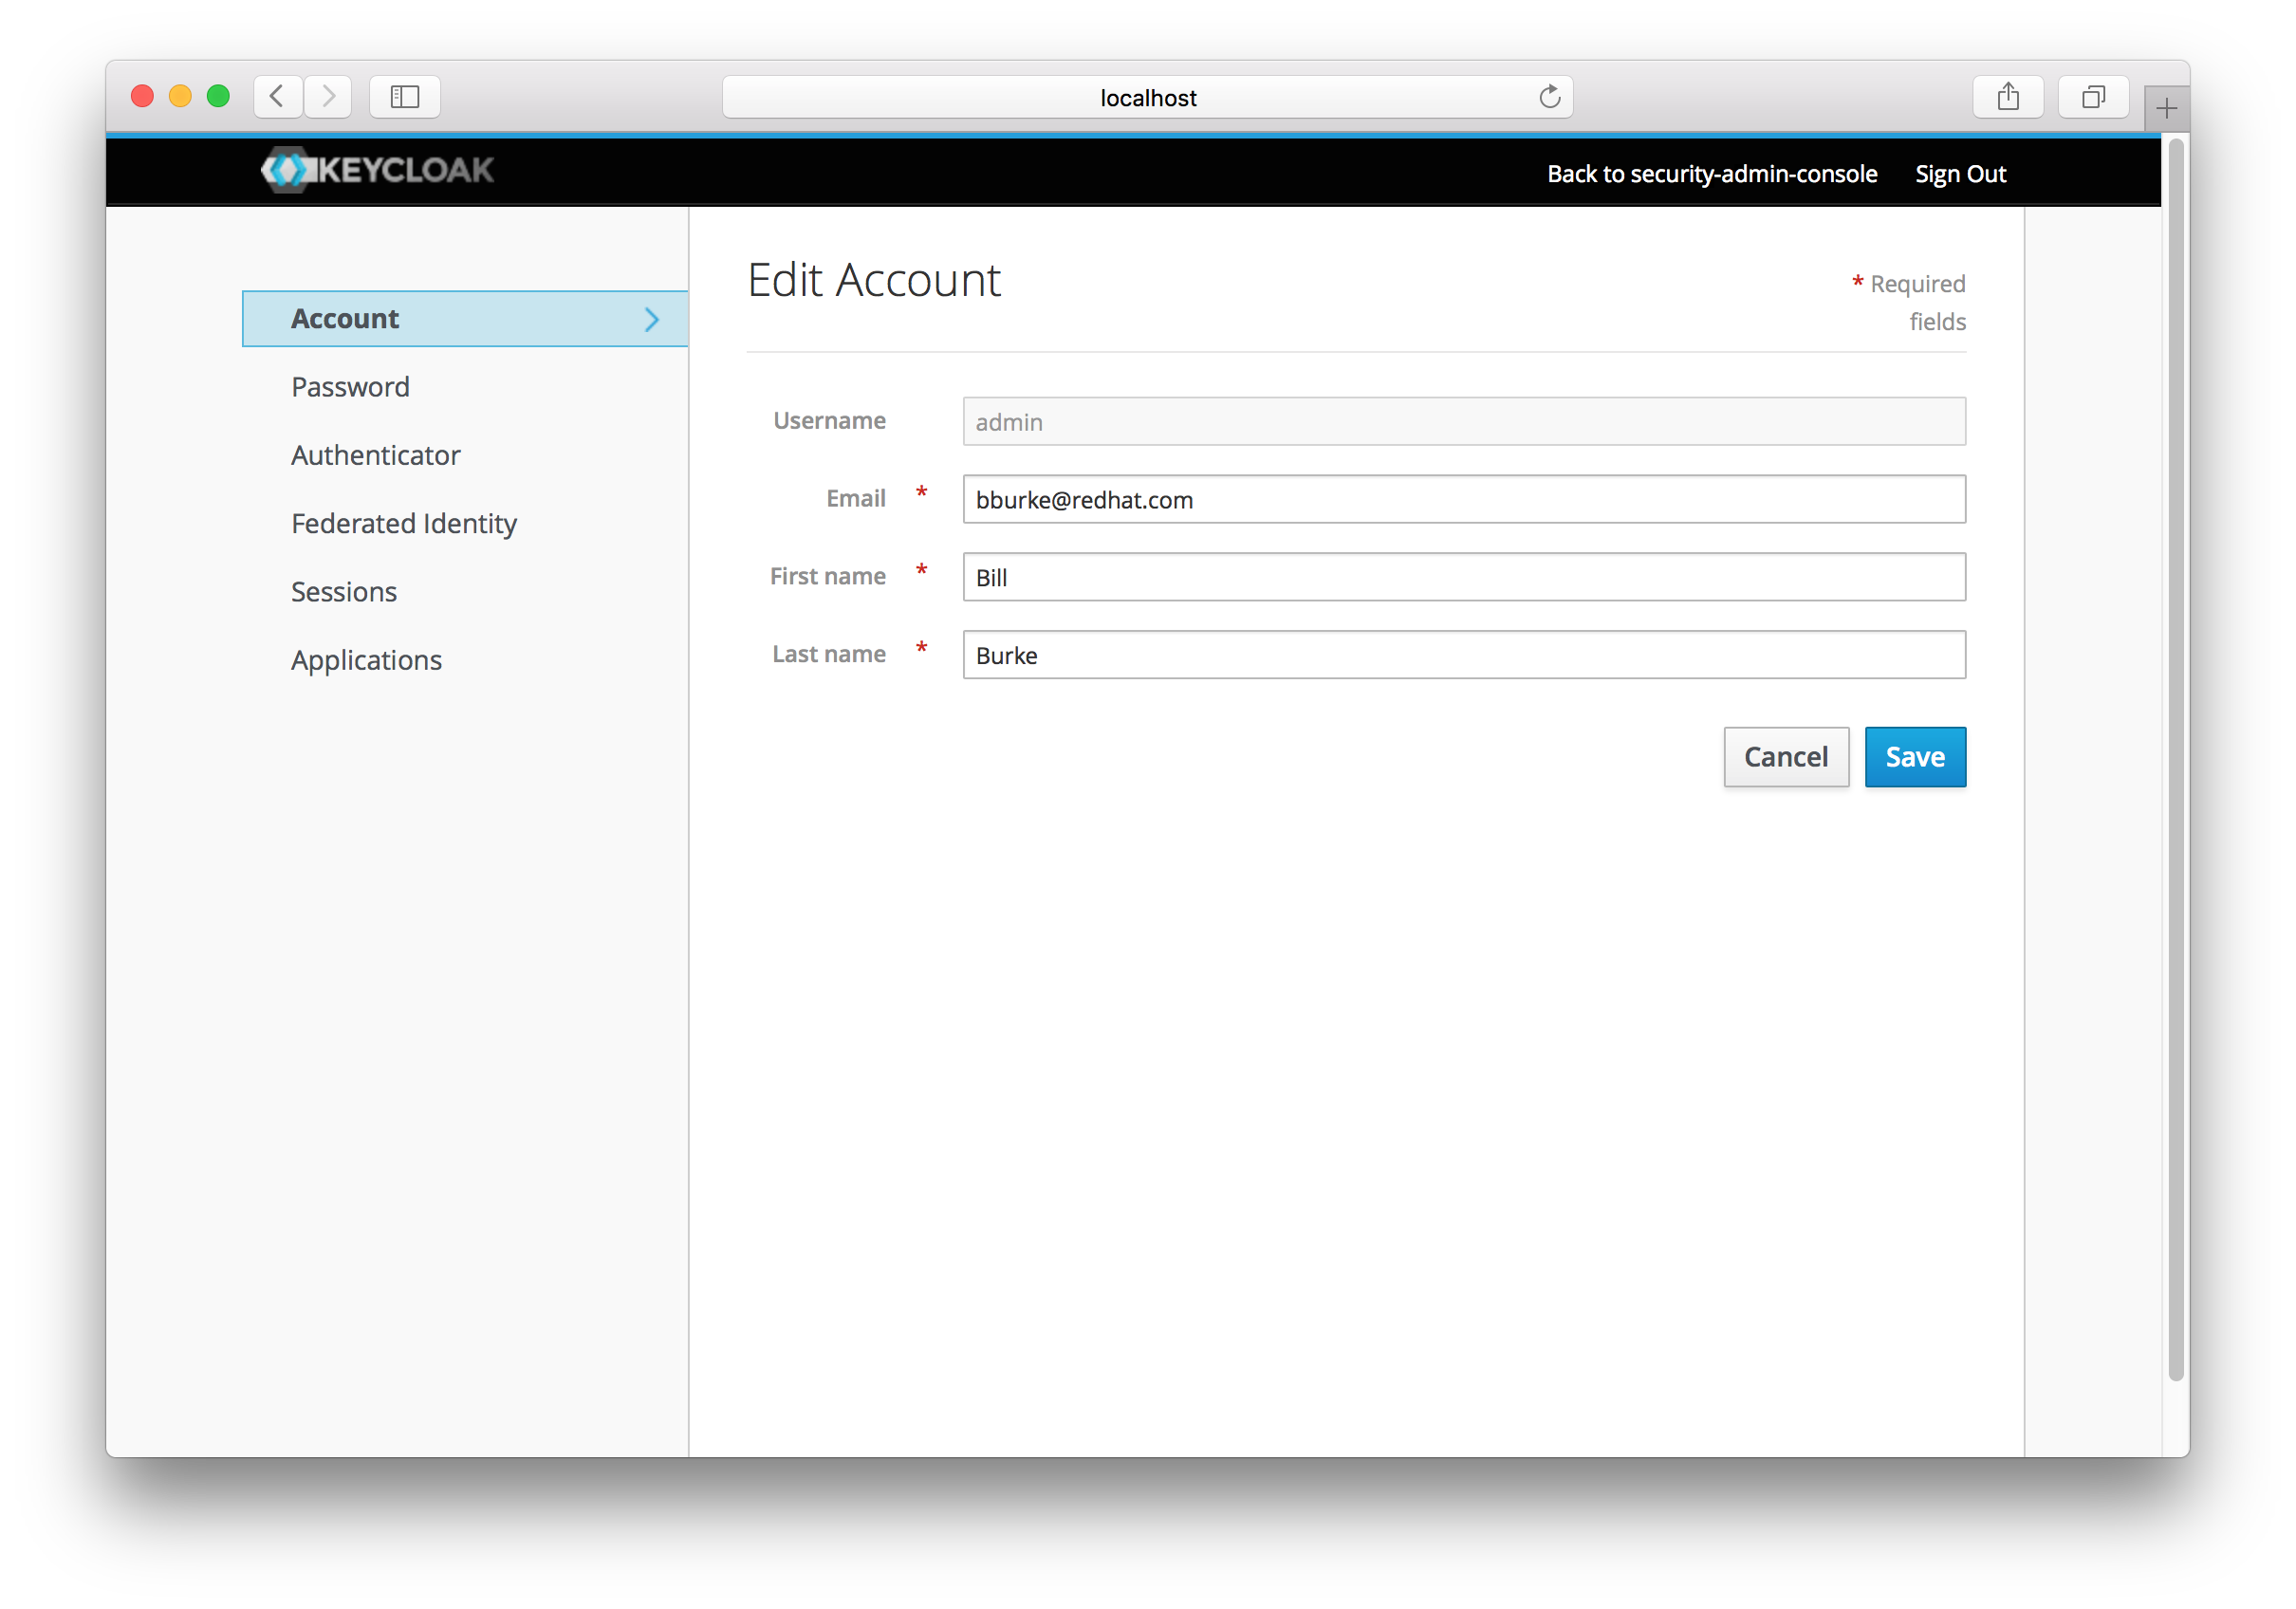 localhost
KEYCLOAK
Back to security-admin-console Sign Out
Account
Password
Authenticator
Federated Identity
Sessions
Applications
Edit Account
* Required
fields
Username admin
Email * bburke@redhat.com
First name * Bill
Last name * Burke
Cancel Save